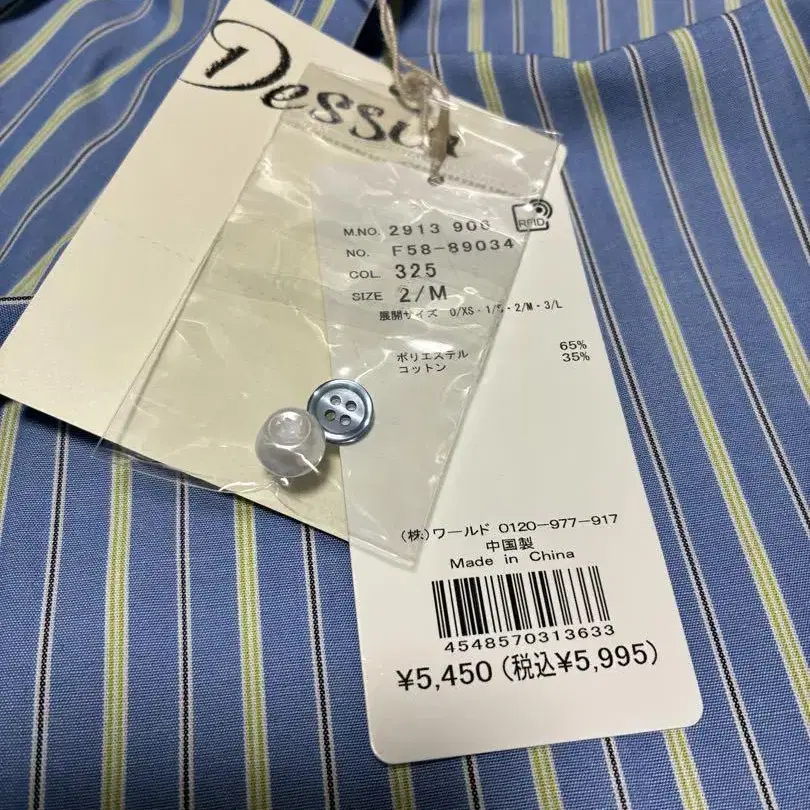 Dessin
RFID
M.NO. 2913 906
NO. F58-89034
COL. 325
SIZE 2/M
展開サイズ 0/XS・1/S・2/M・3/L
ポリエステル 65%
コットン 35%
(株)ワールド 0120-977-917
中国製
Made in China
4548570313633
¥5,450 (税込¥5,995)